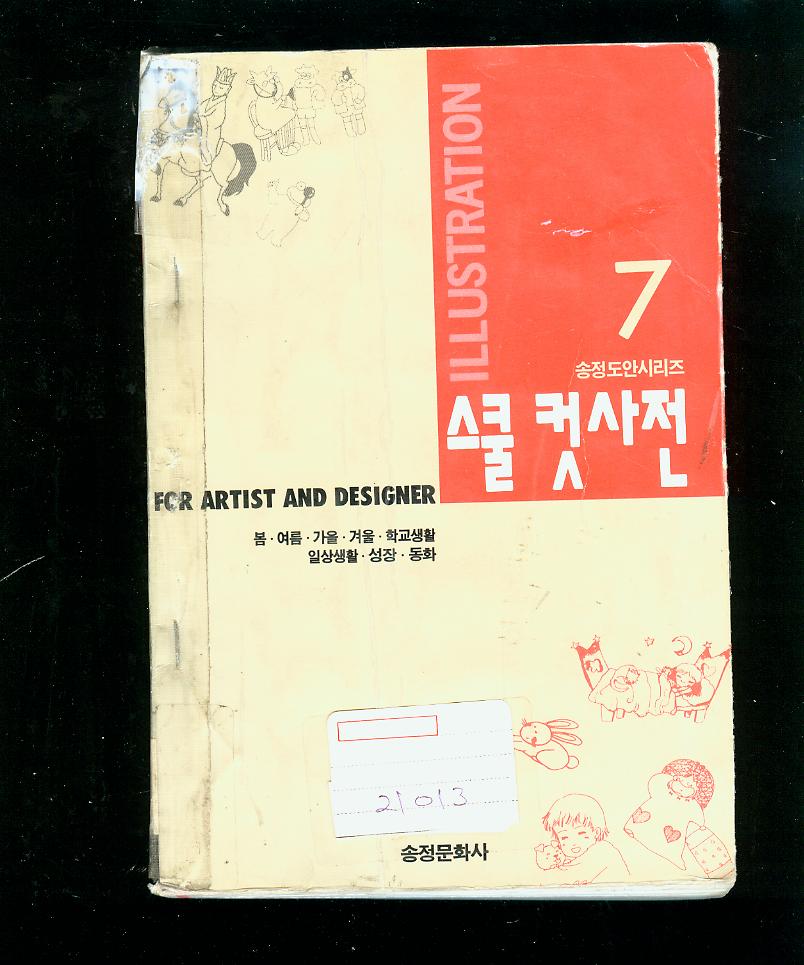 ILLUSTRATION
7
송정도안시리즈
스쿨 컷사전
FOR ARTIST AND DESIGNER
봄·여름·가을·겨울·학교생활
일상생활·성장·동화
21013
송정문화사